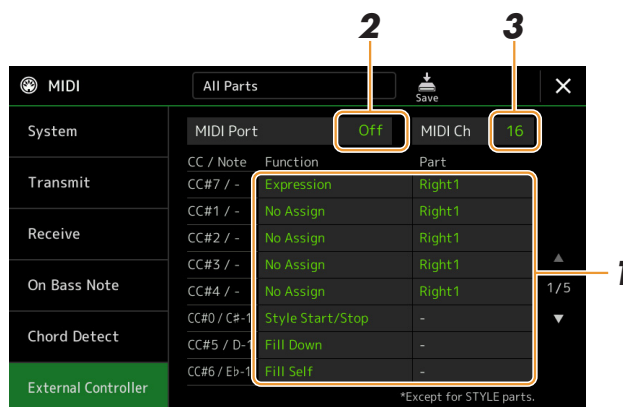 2 3
MIDI All Parts Save ×
System MIDI Port Off MIDI Ch 16
CC / Note Function Part
Transmit CC#7 / - Expression Right1
CC#1 / - No Assign Right1
Receive CC#2 / - No Assign Right1
CC#3 / - No Assign Right1
On Bass Note CC#4 / - No Assign Right1 1/5
CC#0 / C#-1 Style Start/Stop -
Chord Detect CC#5 / D-1 Fill Down -
CC#6 / E♭-1 Fill Self -
External Controller *Except for STYLE parts.
1